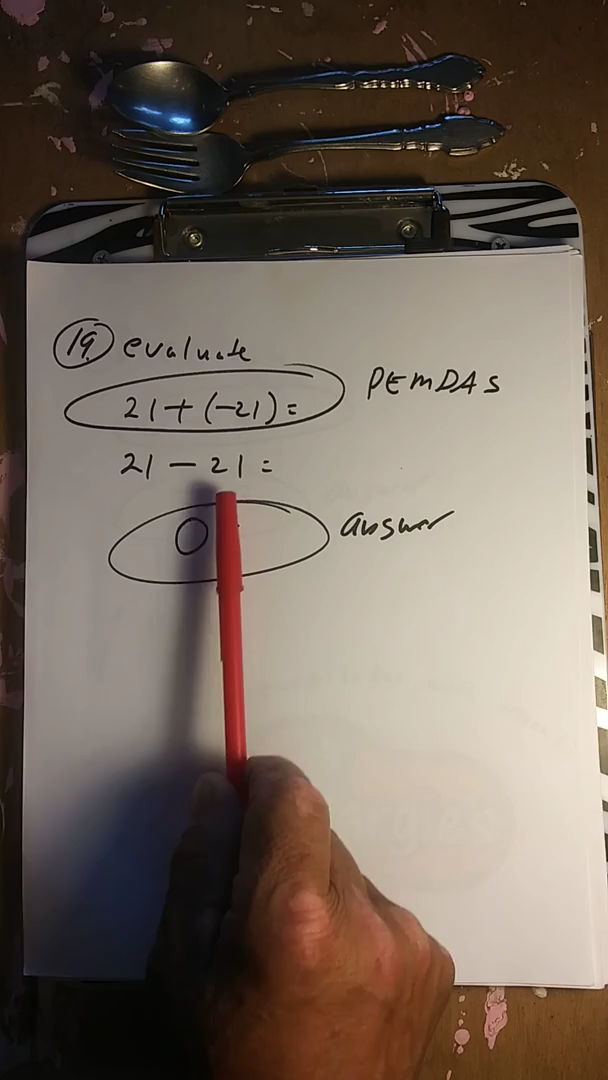 19. evaluate
21 + (-21) = PEMDAS
21 - 21 =
0 answer